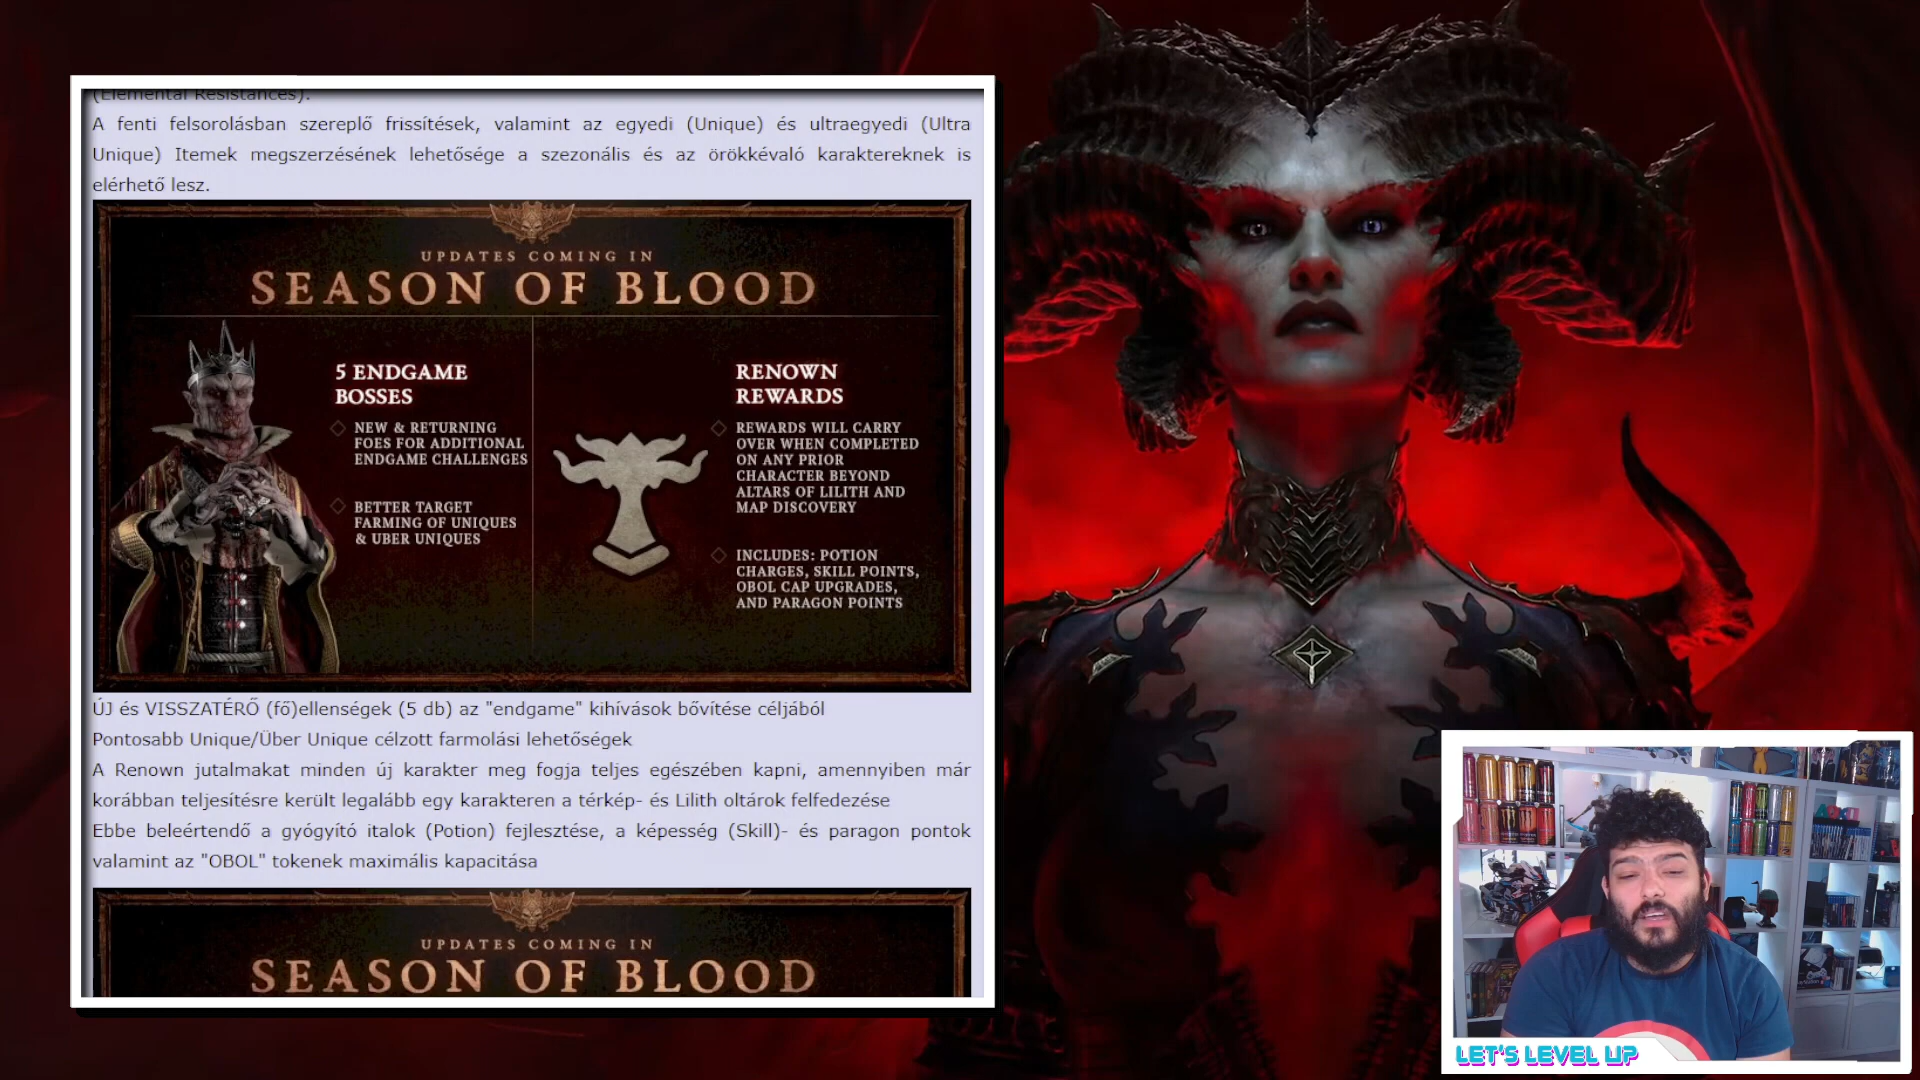 (Elemental Resistances).
A fenti felsorolásban szereplő frissítések, valamint az egyedi (Unique) és ultraegyedi (Ultra
Unique) Itemek megszerzésének lehetősége a szezonális és az örökkévaló karaktereknek is
elérhető lesz.
UPDATES COMING IN
SEASON OF BLOOD
5 ENDGAME
BOSSES
NEW & RETURNING
FOES FOR ADDITIONAL
ENDGAME CHALLENGES
BETTER TARGET
FARMING OF UNIQUES
& UBER UNIQUES
RENOWN
REWARDS
REWARDS WILL CARRY
OVER WHEN COMPLETED
ON ANY PRIOR
CHARACTER BEYOND
ALTARS OF LILITH AND
MAP DISCOVERY
INCLUDES: POTION
CHARGES, SKILL POINTS,
OBOL CAP UPGRADES,
AND PARAGON POINTS
ÚJ és VISSZATÉRŐ (fő)ellenségek (5 db) az "endgame" kihívások bővítése céljából
Pontosabb Unique/Über Unique célzott farmolási lehetőségek
A Renown jutalmakat minden új karakter meg fogja teljes egészében kapni, amennyiben már
korábban teljesítésre került legalább egy karakteren a térkép- és Lilith oltárok felfedezése
Ebbe beleértendő a gyógyító italok (Potion) fejlesztése, a képesség (Skill)- és paragon pontok
valamint az "OBOL" tokenek maximális kapacitása
UPDATES COMING IN
SEASON OF BLOOD
LET'S LEVEL UP